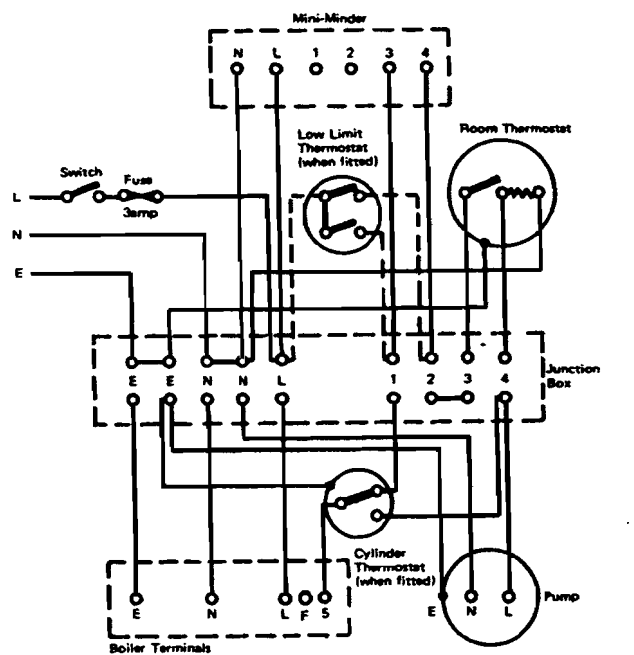 Mini-Minder
N L 1 2 3 4
Low Limit
Thermostat
(when fitted)
Room Thermostat
Switch
Fuse
3amp
L
N
E
E E N N L 1 2 3 4
Junction
Box
Cylinder
Thermostat
(when fitted)
E N L F 5
E N L
Pump
Boiler Terminals